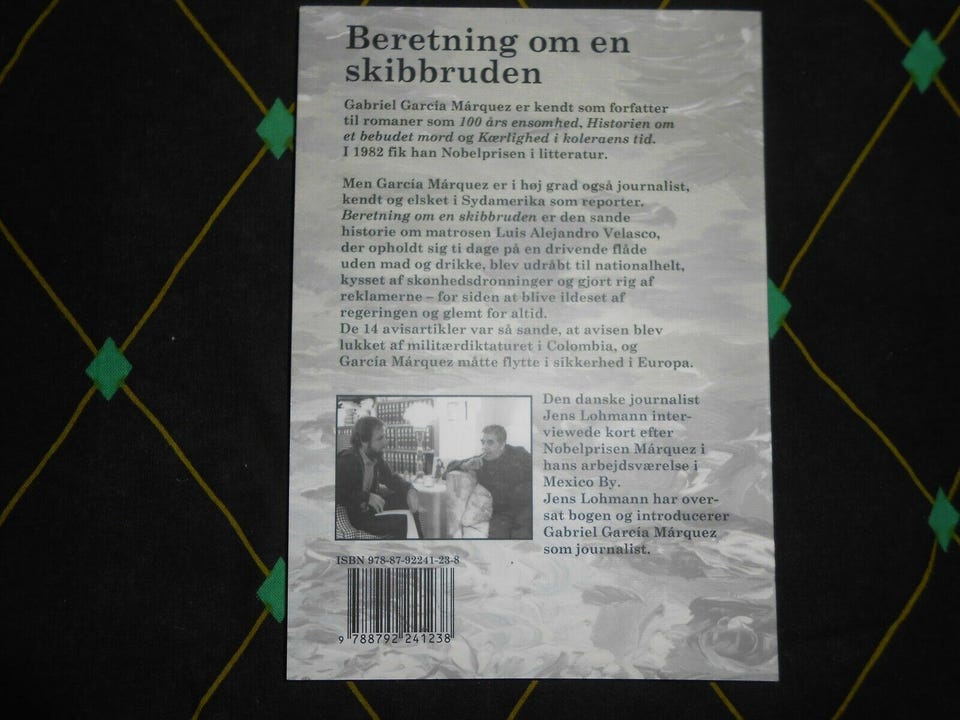 Beretning om en
skibbruden
Gabriel García Márquez er kendt som forfatter
til romaner som 100 års ensomhed, Historien om
et bebudet mord og Kærlighed i koleraens tid.
I 1982 fik han Nobelprisen i litteratur.
Men García Márquez er i høj grad også journalist,
kendt og elsket i Sydamerika som reporter.
Beretning om en skibbruden er den sande
historie om matrosen Luis Alejandro Velasco,
der opholdt sig ti dage på en drivende flåde
uden mad og drikke, blev udråbt til nationalhelt,
kysset af skønhedsdronninger og gjort rig af
reklamerne – for siden at blive ildeset af
regeringen og glemt for altid.
De 14 avisartikler var så sande, at avisen blev
lukket af militærdiktaturet i Colombia, og
García Márquez måtte flytte i sikkerhed i Europa.
Den danske journalist
Jens Lohmann inter-
viewede kort efter
Nobelprisen Márquez i
hans arbejdsværelse i
Mexico By.
Jens Lohmann har over-
sat bogen og introducerer
Gabriel García Márquez
som journalist.
ISBN 978-87-92241-23-8
9 788792 241238